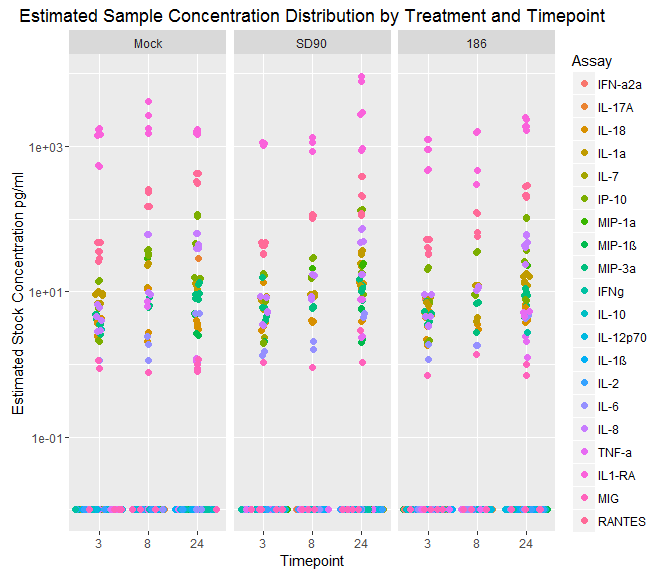 Estimated Sample Concentration Distribution by Treatment and Timepoint
Mock
SD90
186
Estimated Stock Concentration pg/ml
1e+03
1e+01
1e-01
3
8
24
3
8
24
3
8
24
Timepoint
Assay
IFN-a2a
IL-17A
IL-18
IL-1a
IL-7
IP-10
MIP-1a
MIP-1ß
MIP-3a
IFNg
IL-10
IL-12p70
IL-1ß
IL-2
IL-6
IL-8
TNF-a
IL1-RA
MIG
RANTES